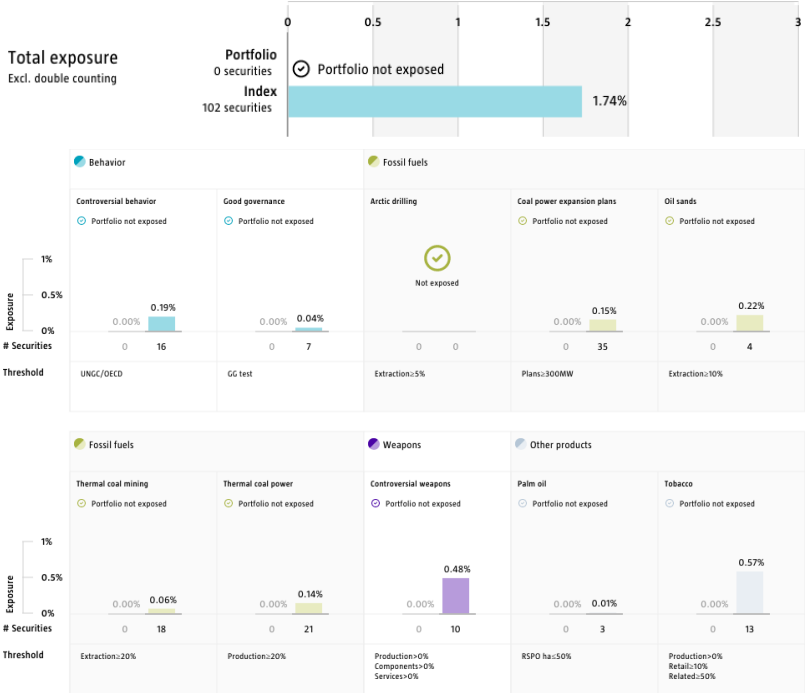 0 0.5 1 1.5 2 2.5 3
Total exposure
Excl. double counting
Portfolio
0 securities
Portfolio not exposed
Index
102 securities
1.74%
Behavior
Fossil fuels
Controversial behavior
Good governance
Arctic drilling
Coal power expansion plans
Oil sands
Portfolio not exposed
Portfolio not exposed
Portfolio not exposed
Portfolio not exposed
Not exposed
Exposure
1%
0.5%
0%
0.00% 0.19%
0.00% 0.04%
0.00% 0.15%
0.00% 0.22%
# Securities
0 16
0 7
0 0
0 35
0 4
Threshold
UNGC/OECD
GG test
Extraction≥5%
Plans≥300MW
Extraction≥10%
Fossil fuels
Weapons
Other products
Thermal coal mining
Thermal coal power
Controversial weapons
Palm oil
Tobacco
Portfolio not exposed
Portfolio not exposed
Portfolio not exposed
Portfolio not exposed
Portfolio not exposed
Exposure
1%
0.5%
0%
0.00% 0.06%
0.00% 0.14%
0.00% 0.48%
0.00% 0.01%
0.00% 0.57%
# Securities
0 18
0 21
0 10
0 3
0 13
Threshold
Extraction≥20%
Production≥20%
Production>0%
Components>0%
Services>0%
RSPO ha≤50%
Production>0%
Retail≥10%
Related≥50%